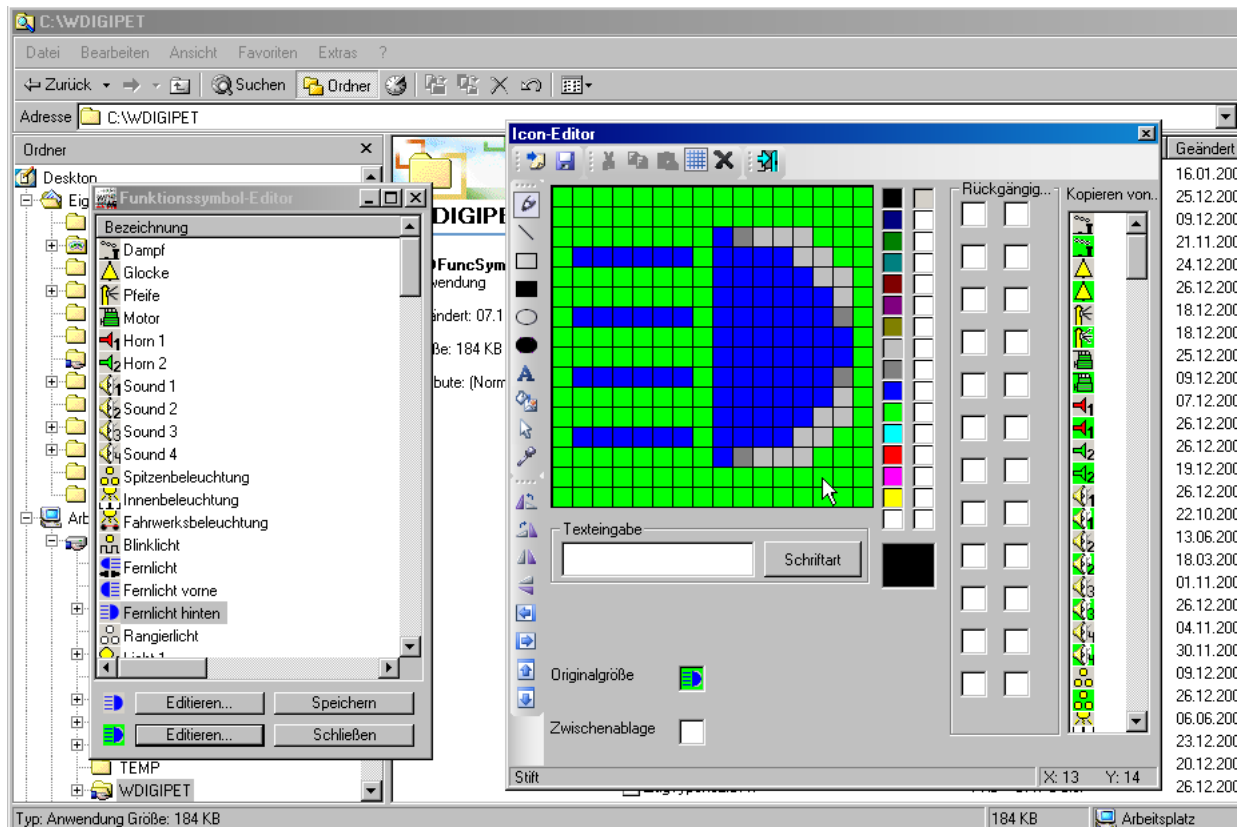 C:\WDIGIPET
Datei Bearbeiten Ansicht Favoriten Extras ?
Zurück Suchen Ordner
Adresse C:\WDIGIPET
Ordner
Desktop
Eig
Arb
TEMP
WDIGIPET
Funktionssymbol-Editor
Bezeichnung
Dampf
Glocke
Pfeife
Motor
Horn 1
Horn 2
Sound 1
Sound 2
Sound 3
Sound 4
Spitzenbeleuchtung
Innenbeleuchtung
Fahrwerksbeleuchtung
Blinklicht
Fernlicht
Fernlicht vorne
Fernlicht hinten
Rangierlicht
Licht 1
Editieren... Speichern
Editieren... Schließen
DIGIPE
FuncSym
wendung
ändert: 07.1
ße: 184 KB
bute: (Norm
Icon-Editor
Rückgängig...
Kopieren von..
Texteingabe
Schriftart
Originalgröße
Zwischenablage
Stift X: 13 Y: 14
Geändert
16.01.200
25.12.200
09.12.200
21.11.200
24.12.200
26.12.200
18.12.200
18.12.200
25.12.200
09.12.200
07.12.200
26.12.200
26.12.200
19.12.200
26.12.200
22.10.200
13.06.200
18.03.200
01.11.200
26.12.200
04.11.200
30.11.200
09.12.200
26.12.200
06.06.200
23.12.200
20.12.200
26.12.200
Typ: Anwendung Größe: 184 KB 184 KB Arbeitsplatz